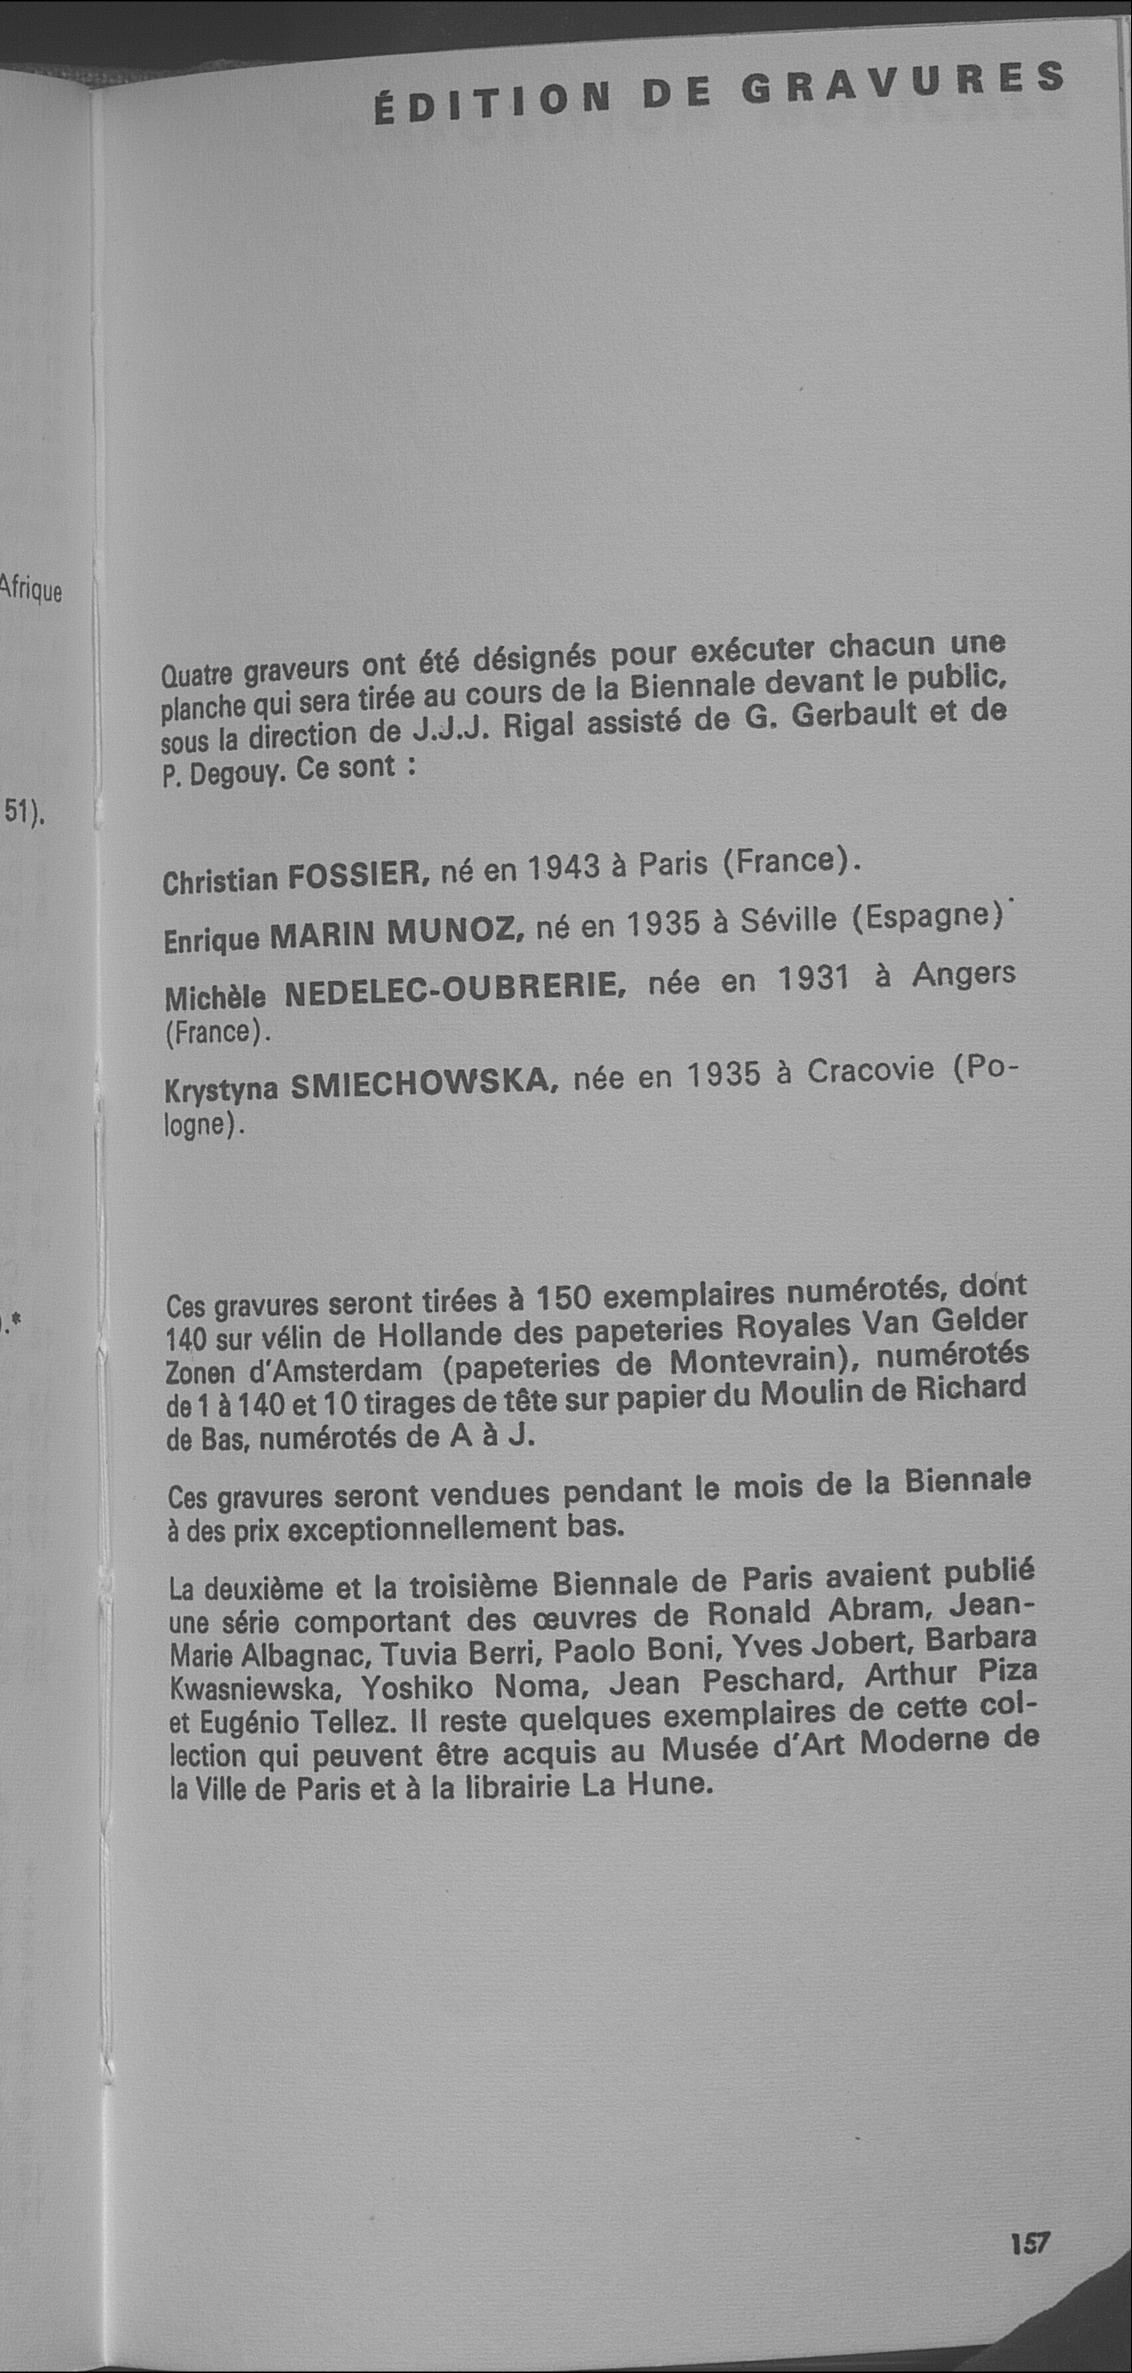 ÉDITION DE GRAVURES
Afrique
51).
.*
Quatre graveurs ont été désignés pour exécuter chacun une
planche qui sera tirée au cours de la Biennale devant le public,
sous la direction de J.J.J. Rigal assisté de G. Gerbault et de
P. Degouy. Ce sont :
Christian FOSSIER, né en 1943 à Paris (France).
Enrique MARIN MUNOZ, né en 1935 à Séville (Espagne)˙
Michèle NEDELEC-OUBRERIE, née en 1931 à Angers
(France).
Krystyna SMIECHOWSKA, née en 1935 à Cracovie (Po-
logne).
Ces gravures seront tirées à 150 exemplaires numérotés, dont
140 sur vélin de Hollande des papeteries Royales Van Gelder
Zonen d'Amsterdam (papeteries de Montevrain), numérotés
de 1 à 140 et 10 tirages de tête sur papier du Moulin de Richard
de Bas, numérotés de A à J.
Ces gravures seront vendues pendant le mois de la Biennale
à des prix exceptionnellement bas.
La deuxième et la troisième Biennale de Paris avaient publié
une série comportant des œuvres de Ronald Abram, Jean-
Marie Albagnac, Tuvia Berri, Paolo Boni, Yves Jobert, Barbara
Kwasniewska, Yoshiko Noma, Jean Peschard, Arthur Piza
et Eugénio Tellez. Il reste quelques exemplaires de cette col-
lection qui peuvent être acquis au Musée d'Art Moderne de
la Ville de Paris et à la librairie La Hune.
157